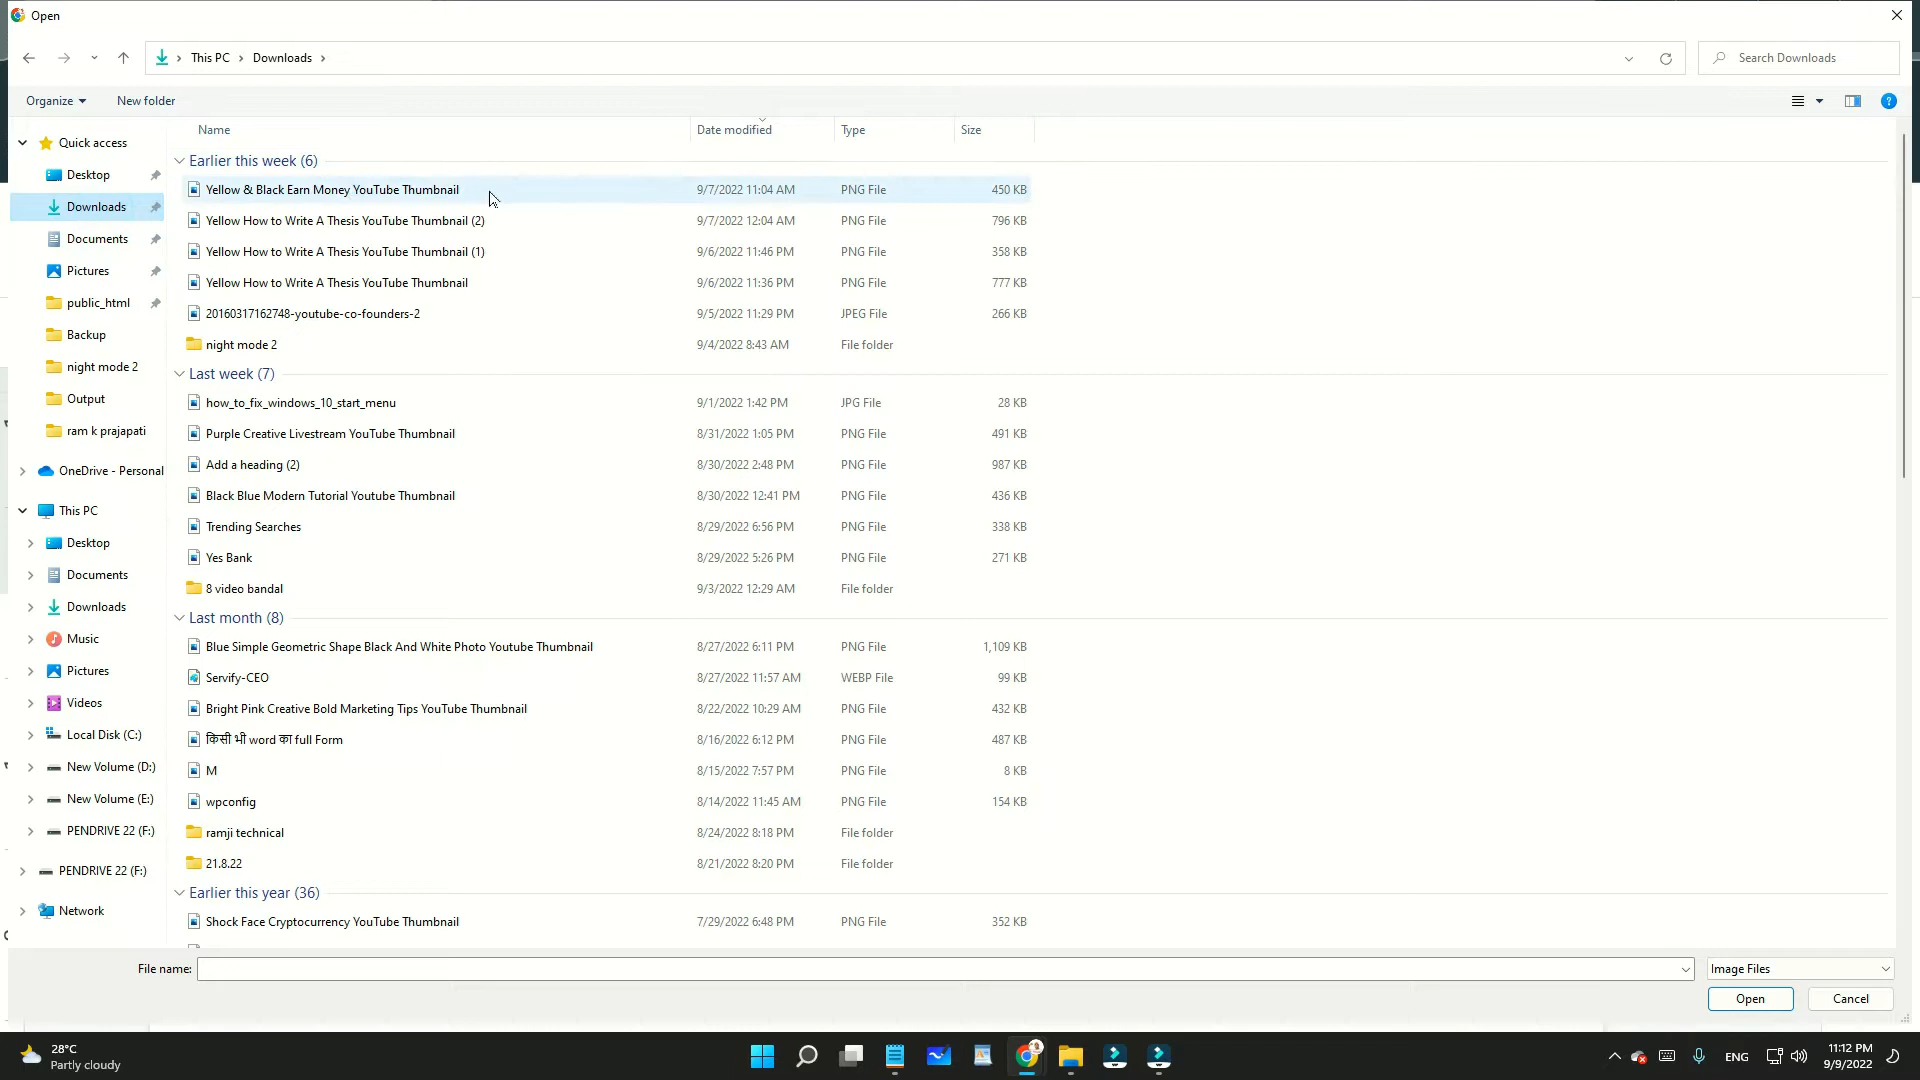 Open
This PC > Downloads >
Search Downloads
Organize
New folder
Name
Date modified
Type
Size
Quick access
Desktop
Downloads
Documents
Pictures
public_html
Backup
night mode 2
Output
ram k prajapati
OneDrive - Personal
This PC
Desktop
Documents
Downloads
Music
Pictures
Videos
Local Disk (C:)
New Volume (D:)
New Volume (E:)
PENDRIVE 22 (F:)
PENDRIVE 22 (F:)
Network
Earlier this week (6)
Yellow & Black Earn Money YouTube Thumbnail 9/7/2022 11:04 AM PNG File 450 KB
Yellow How to Write A Thesis YouTube Thumbnail (2) 9/7/2022 12:04 AM PNG File 796 KB
Yellow How to Write A Thesis YouTube Thumbnail (1) 9/6/2022 11:46 PM PNG File 358 KB
Yellow How to Write A Thesis YouTube Thumbnail 9/6/2022 11:36 PM PNG File 777 KB
20160317162748-youtube-co-founders-2 9/5/2022 11:29 PM JPEG File 266 KB
night mode 2 9/4/2022 8:43 AM File folder
Last week (7)
how_to_fix_windows_10_start_menu 9/1/2022 1:42 PM JPG File 28 KB
Purple Creative Livestream YouTube Thumbnail 8/31/2022 1:05 PM PNG File 491 KB
Add a heading (2) 8/30/2022 2:48 PM PNG File 987 KB
Black Blue Modern Tutorial Youtube Thumbnail 8/30/2022 12:41 PM PNG File 436 KB
Trending Searches 8/29/2022 6:56 PM PNG File 338 KB
Yes Bank 8/29/2022 5:26 PM PNG File 271 KB
8 video bandal 9/3/2022 12:29 AM File folder
Last month (8)
Blue Simple Geometric Shape Black And White Photo Youtube Thumbnail 8/27/2022 6:11 PM PNG File 1,109 KB
Servify-CEO 8/27/2022 11:57 AM WEBP File 99 KB
Bright Pink Creative Bold Marketing Tips YouTube Thumbnail 8/22/2022 10:29 AM PNG File 432 KB
किसी भी word का full Form 8/16/2022 6:12 PM PNG File 487 KB
M 8/15/2022 7:57 PM PNG File 8 KB
wpconfig 8/14/2022 11:45 AM PNG File 154 KB
ramji technical 8/24/2022 8:18 PM File folder
21.8.22 8/21/2022 8:20 PM File folder
Earlier this year (36)
Shock Face Cryptocurrency YouTube Thumbnail 7/29/2022 6:48 PM PNG File 352 KB
File name:
Image Files
Open
Cancel
28°C
Partly cloudy
ENG
11:12 PM
9/9/2022